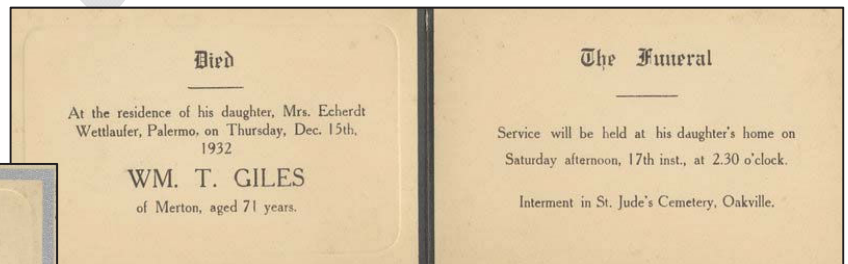 Died
At the residence of his daughter, Mrs. Echerdt
Wettlaufer, Palermo, on Thursday, Dec. 15th,
1932
WM. T. GILES
of Merton, aged 71 years.
The Funeral
Service will be held at his daughter's home on
Saturday afternoon, 17th inst., at 2.30 o'clock.
Interment in St. Jude's Cemetery, Oakville.